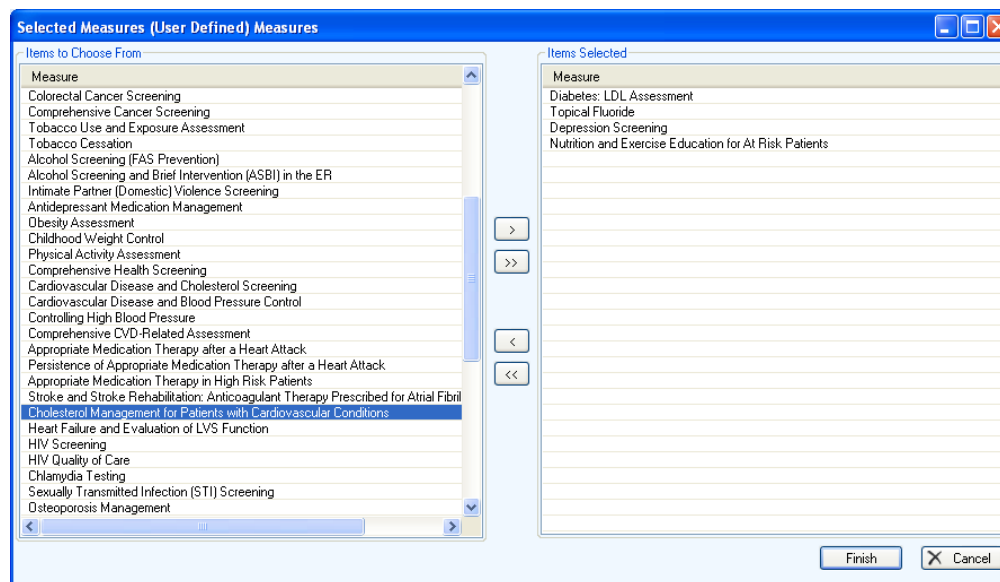 Selected Measures (User Defined) Measures
Items to Choose From
Measure
Colorectal Cancer Screening
Comprehensive Cancer Screening
Tobacco Use and Exposure Assessment
Tobacco Cessation
Alcohol Screening (FAS Prevention)
Alcohol Screening and Brief Intervention (ASBI) in the ER
Intimate Partner (Domestic) Violence Screening
Antidepressant Medication Management
Obesity Assessment
Childhood Weight Control
Physical Activity Assessment
Comprehensive Health Screening
Cardiovascular Disease and Cholesterol Screening
Cardiovascular Disease and Blood Pressure Control
Controlling High Blood Pressure
Comprehensive CVD-Related Assessment
Appropriate Medication Therapy after a Heart Attack
Persistence of Appropriate Medication Therapy after a Heart Attack
Appropriate Medication Therapy in High Risk Patients
Stroke and Stroke Rehabilitation: Anticoagulant Therapy Prescribed for Atrial Fibril
Cholesterol Management for Patients with Cardiovascular Conditions
Heart Failure and Evaluation of LVS Function
HIV Screening
HIV Quality of Care
Chlamydia Testing
Sexually Transmitted Infection (STI) Screening
Osteoporosis Management
>
>>
<
<<
Items Selected
Measure
Diabetes: LDL Assessment
Topical Fluoride
Depression Screening
Nutrition and Exercise Education for At Risk Patients
Finish
Cancel